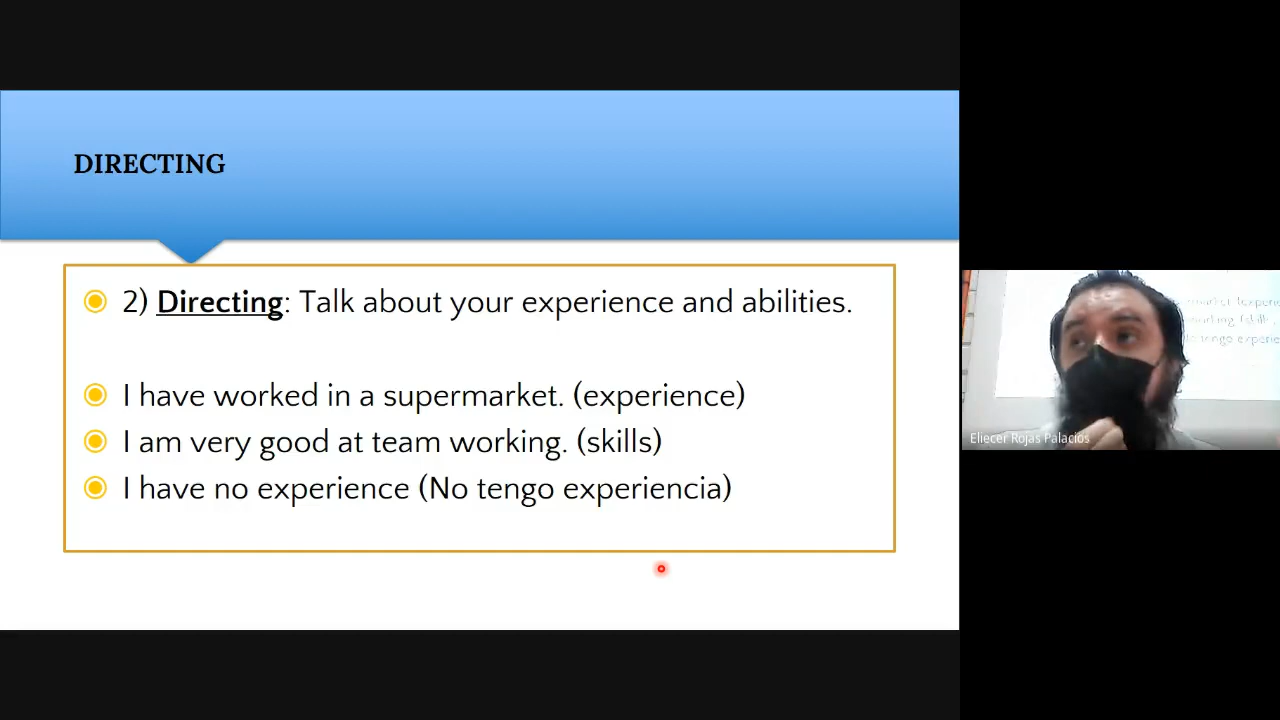 DIRECTING
2) Directing: Talk about your experience and abilities.
I have worked in a supermarket. (experience)
I am very good at team working. (skills)
I have no experience (No tengo experiencia)
Eliecer Rojas Palacios